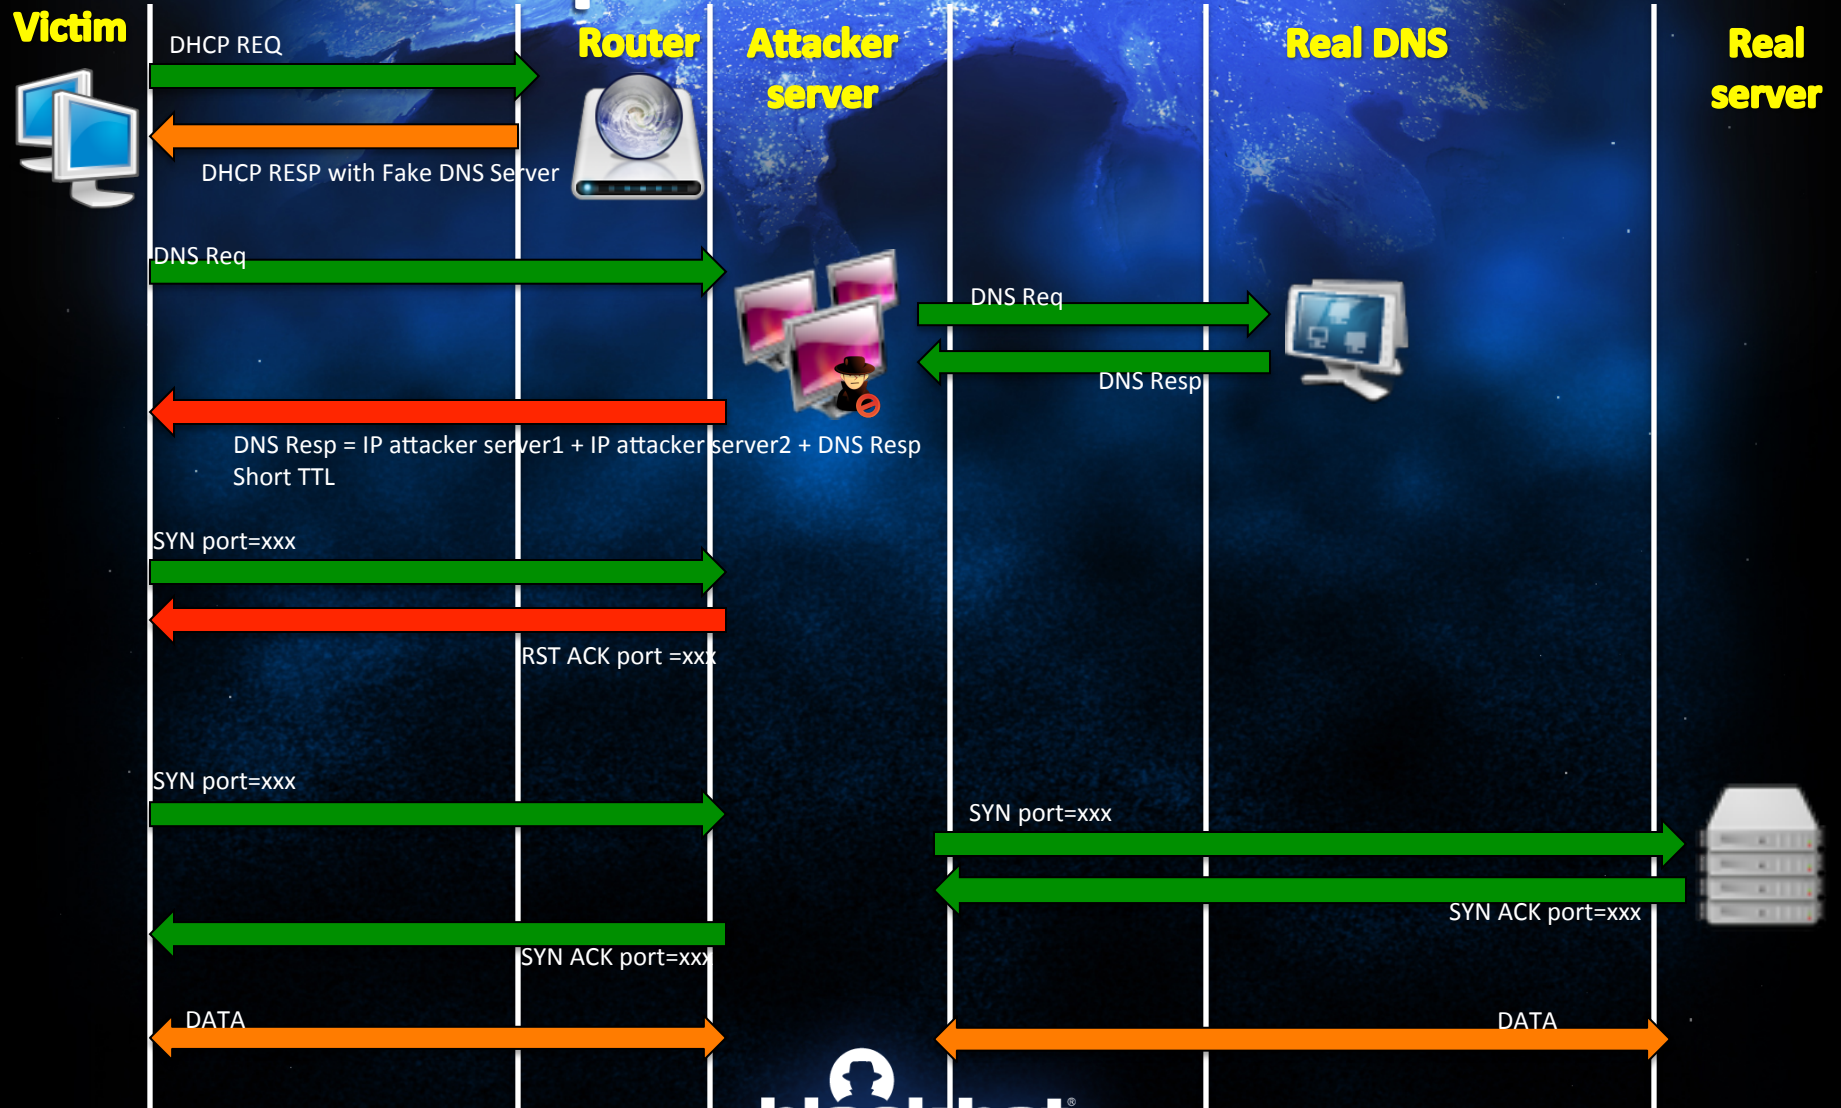 Victim
DHCP REQ
Router
Attacker
server
Real DNS
Real
server
DHCP RESP with Fake DNS Server
DNS Req
DNS Req
DNS Resp
DNS Resp = IP attacker server1 + IP attacker server2 + DNS Resp
Short TTL
SYN port=xxx
RST ACK port =xxx
SYN port=xxx
SYN port=xxx
SYN ACK port=xxx
SYN ACK port=xxx
DATA
DATA